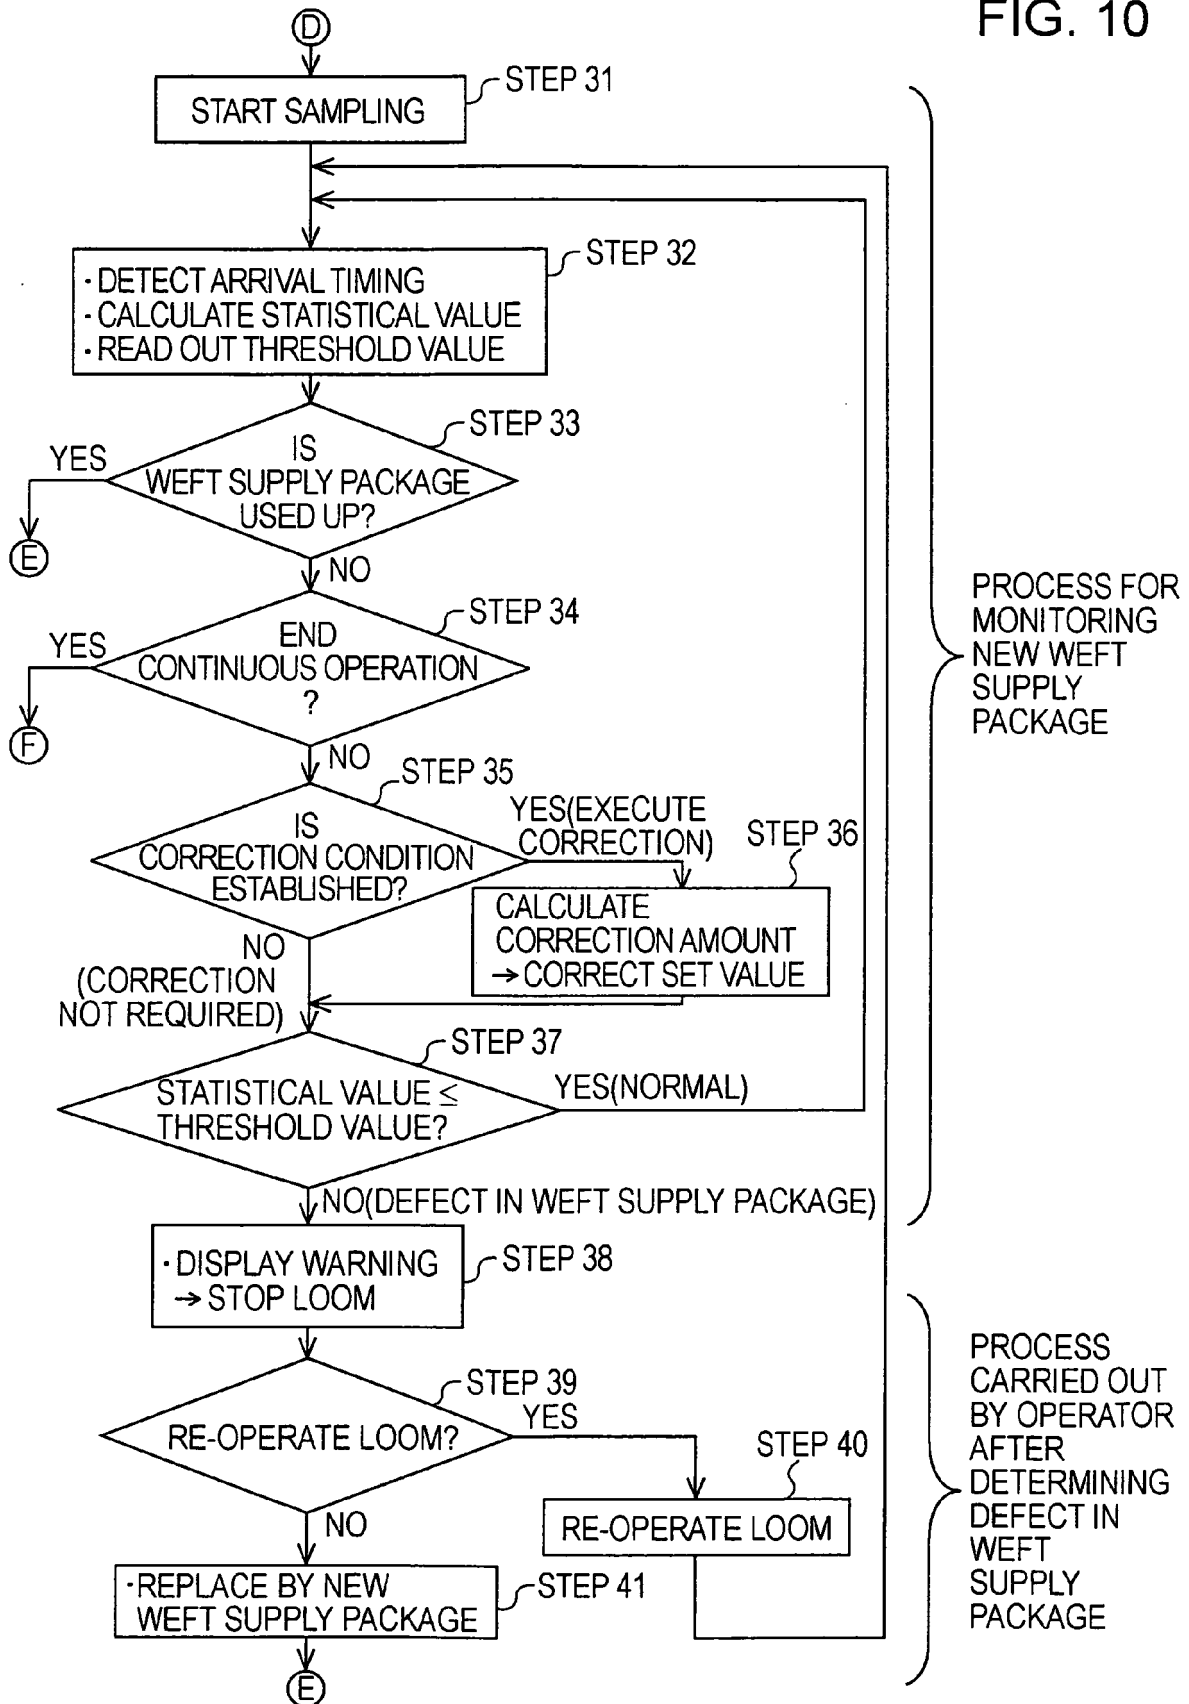 FIG. 10
D
START SAMPLING
STEP 31
·DETECT ARRIVAL TIMING
·CALCULATE STATISTICAL VALUE
·READ OUT THRESHOLD VALUE
STEP 32
IS
WEFT SUPPLY PACKAGE
USED UP?
STEP 33
YES
E
NO
END
CONTINUOUS OPERATION
?
STEP 34
YES
F
NO
IS
CORRECTION CONDITION
ESTABLISHED?
STEP 35
YES(EXECUTE
CORRECTION)
STEP 36
CALCULATE
CORRECTION AMOUNT
→CORRECT SET VALUE
NO
(CORRECTION
NOT REQUIRED)
STATISTICAL VALUE ≦
THRESHOLD VALUE?
STEP 37
YES(NORMAL)
NO(DEFECT IN WEFT SUPPLY PACKAGE)
PROCESS FOR
MONITORING
NEW WEFT
SUPPLY
PACKAGE
·DISPLAY WARNING
→STOP LOOM
STEP 38
RE-OPERATE LOOM?
STEP 39
YES
STEP 40
RE-OPERATE LOOM
NO
·REPLACE BY NEW
WEFT SUPPLY PACKAGE
STEP 41
E
PROCESS
CARRIED OUT
BY OPERATOR
AFTER
DETERMINING
DEFECT IN
WEFT
SUPPLY
PACKAGE